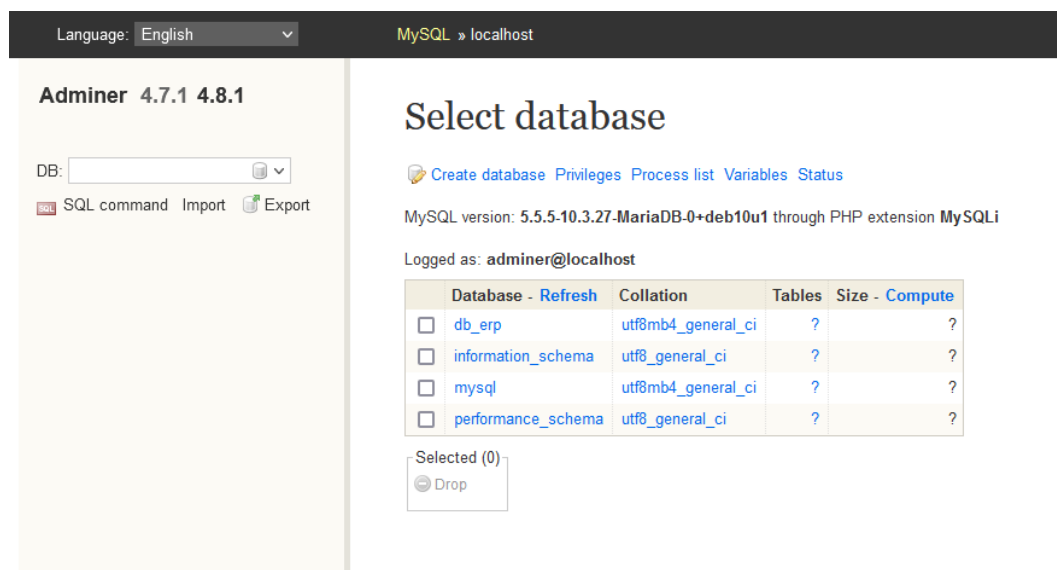 Language: English
MySQL » localhost
Adminer 4.7.1 4.8.1
DB:
SQL SQL command Import Export
Select database
Create database Privileges Process list Variables Status
MySQL version: 5.5.5-10.3.27-MariaDB-0+deb10u1 through PHP extension MySQLi
Logged as: adminer@localhost
Database - Refresh Collation Tables Size - Compute
db_erp utf8mb4_general_ci ? ?
information_schema utf8_general_ci ? ?
mysql utf8mb4_general_ci ? ?
performance_schema utf8_general_ci ? ?
Selected (0)
Drop